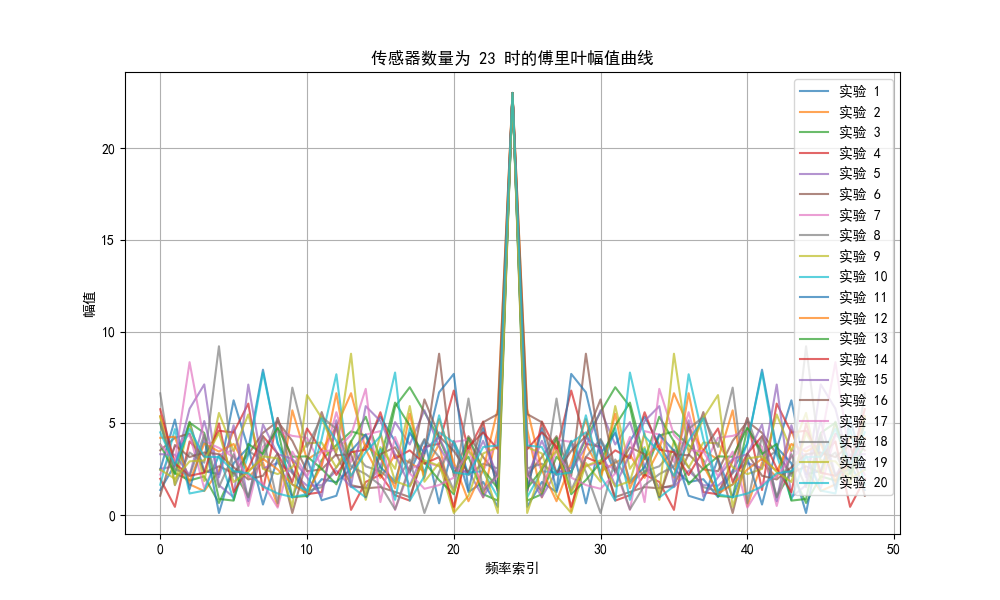 传感器数量为 23 时的傅里叶幅值曲线
实验 1
实验 2
实验 3
实验 4
实验 5
实验 6
实验 7
实验 8
实验 9
实验 10
实验 11
实验 12
实验 13
实验 14
实验 15
实验 16
实验 17
实验 18
实验 19
实验 20
幅值
20
15
10
5
0
0 10 20 30 40 50
频率索引